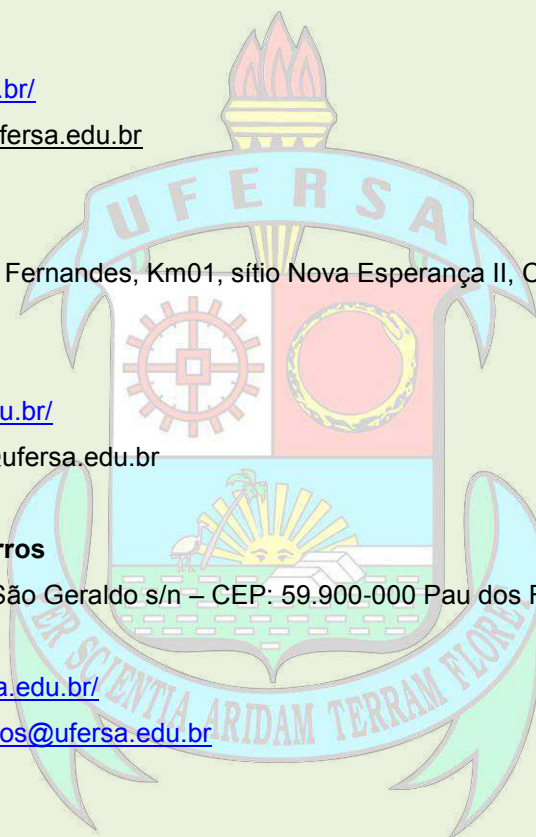 .br/
fersa.edu.br
UFERSA
Fernandes, Km01, sítio Nova Esperança II, C
u.br/
ufersa.edu.br
rros
São Geraldo s/n – CEP: 59.900-000 Pau dos F
a.edu.br/
os@ufersa.edu.br
ER SCIENTIA ARIDAM TERRAM FLORE